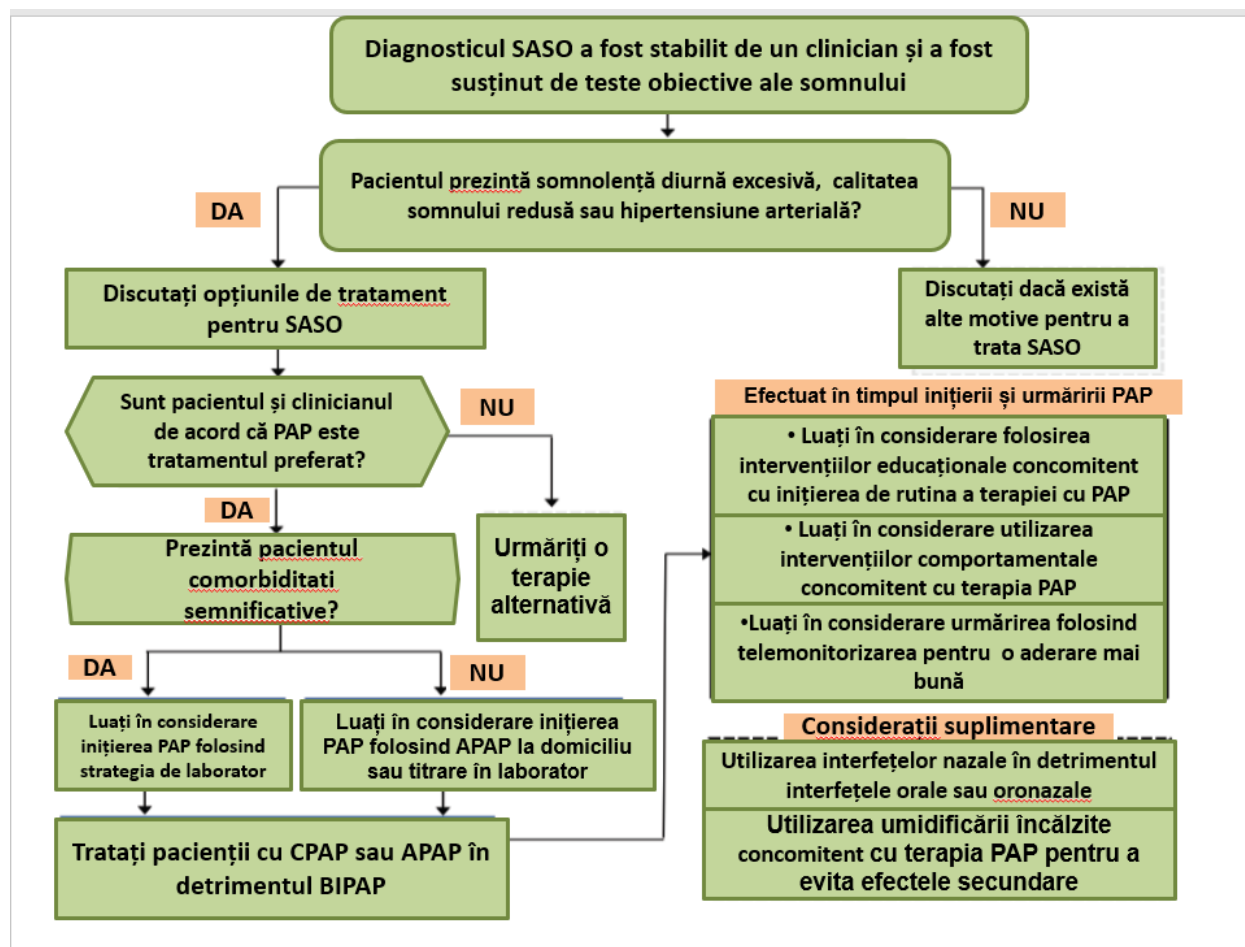 Diagnosticul SASO a fost stabilit de un clinician și a fost
susținut de teste obiective ale somnului
Pacientul prezintă somnolență diurnă excesivă, calitatea
somnului redusă sau hipertensiune arterială?
DA
NU
Discutați opțiunile de tratament
pentru SASO
Discutați dacă există
alte motive pentru a
trata SASO
Sunt pacientul și clinicianul
de acord că PAP este
tratamentul preferat?
NU
DA
Urmăriți o
terapie
alternativă
Prezintă pacientul
comorbiditati
semnificative?
DA
NU
Luați în considerare
inițierea PAP folosind
strategia de laborator
Luați în considerare inițierea
PAP folosind APAP la domiciliu
sau titrare în laborator
Tratați pacienții cu CPAP sau APAP în
detrimentul BIPAP
Efectuat în timpul inițierii și urmăririi PAP
• Luați în considerare folosirea
intervențiilor educaționale concomitent
cu inițierea de rutina a terapiei cu PAP
• Luați în considerare utilizarea
intervențiilor comportamentale
concomitent cu terapia PAP
•Luați în considerare urmărirea folosind
telemonitorizarea pentru o aderare mai
bună
Considerații suplimentare
Utilizarea interfețelor nazale în detrimentul
interfețele orale sau oronazale
Utilizarea umidificării încălzite
concomitent cu terapia PAP pentru a
evita efectele secundare